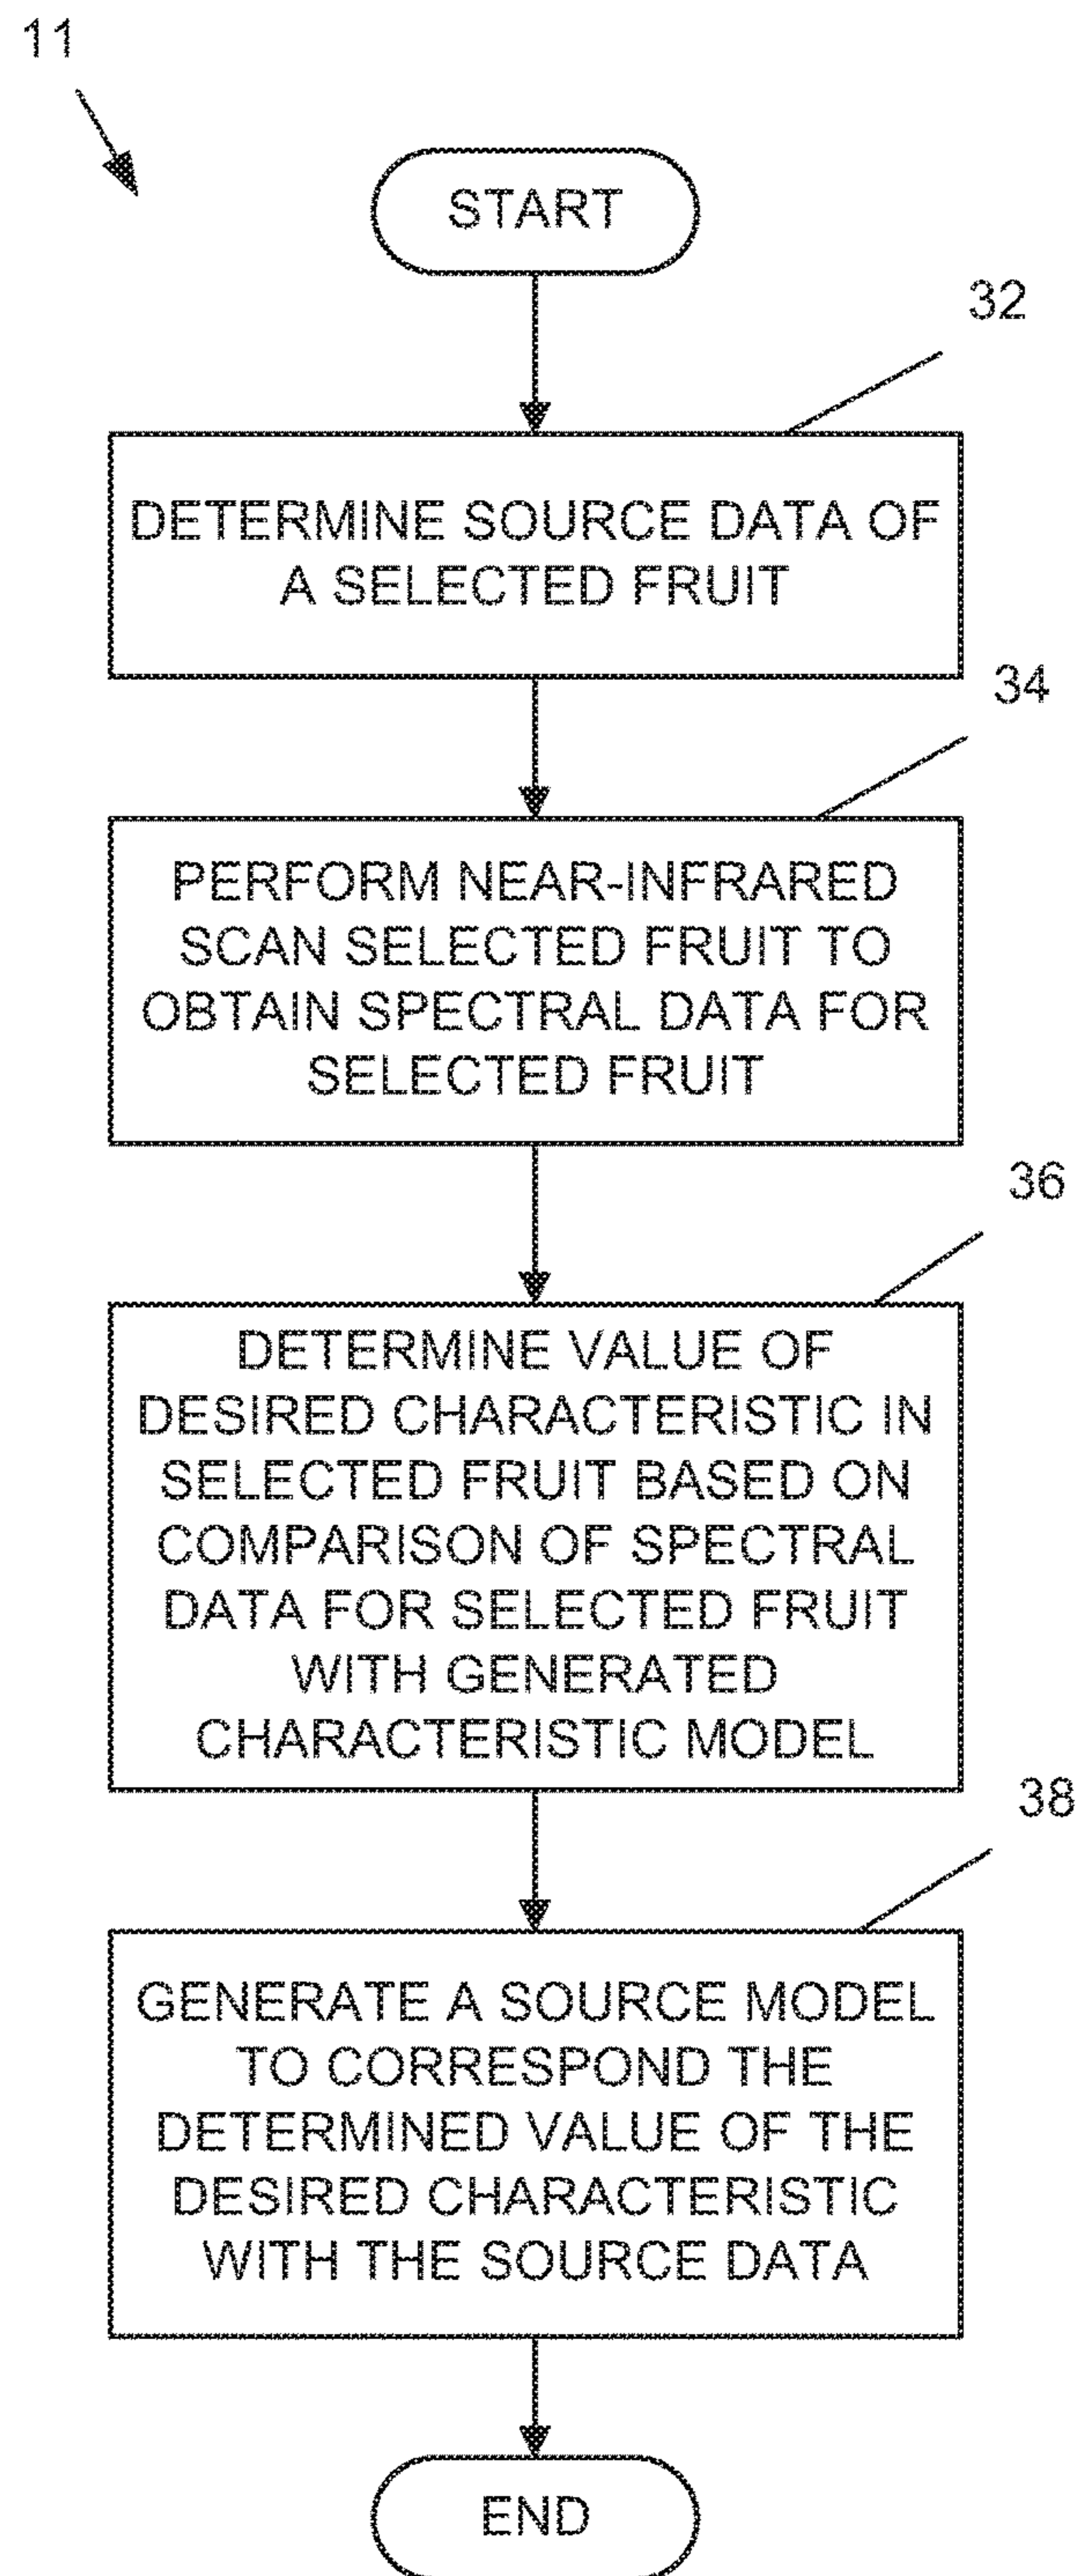 11
START
32
DETERMINE SOURCE DATA OF
A SELECTED FRUIT
34
PERFORM NEAR-INFRARED
SCAN SELECTED FRUIT TO
OBTAIN SPECTRAL DATA FOR
SELECTED FRUIT
36
DETERMINE VALUE OF
DESIRED CHARACTERISTIC IN
SELECTED FRUIT BASED ON
COMPARISON OF SPECTRAL
DATA FOR SELECTED FRUIT
WITH GENERATED
CHARACTERISTIC MODEL
38
GENERATE A SOURCE MODEL
TO CORRESPOND THE
DETERMINED VALUE OF THE
DESIRED CHARACTERISTIC
WITH THE SOURCE DATA
END